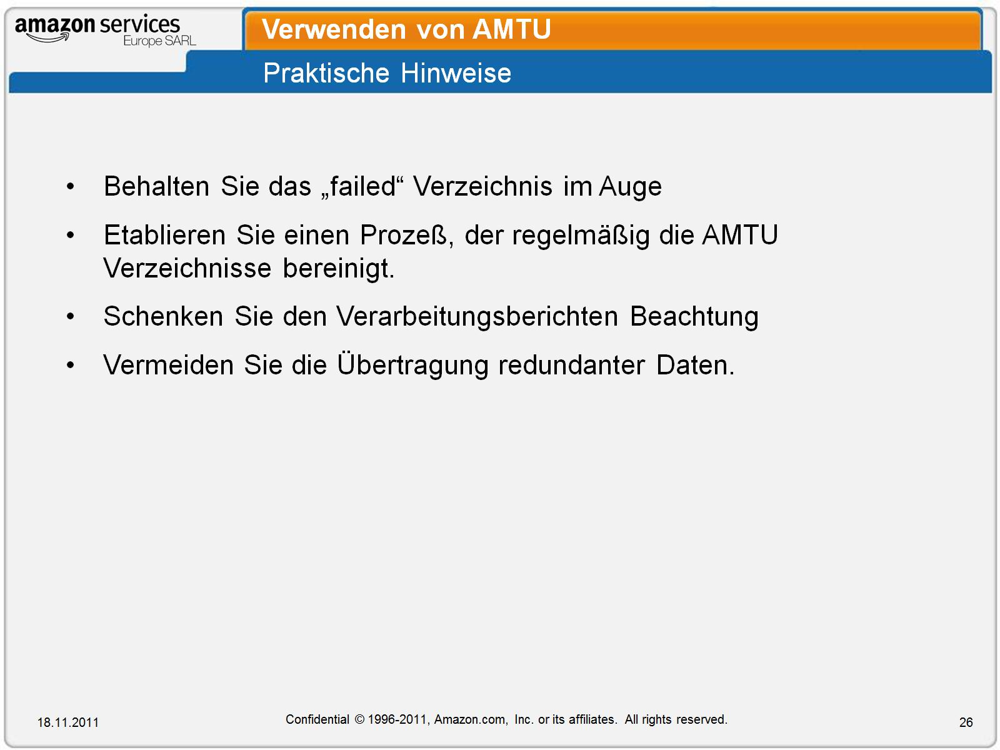 amazon services
Europe SARL
Verwenden von AMTU
Praktische Hinweise
• Behalten Sie das „failed“ Verzeichnis im Auge
• Etablieren Sie einen Prozeß, der regelmäßig die AMTU
Verzeichnisse bereinigt.
• Schenken Sie den Verarbeitungsberichten Beachtung
• Vermeiden Sie die Übertragung redundanter Daten.
18.11.2011
Confidential © 1996-2011, Amazon.com, Inc. or its affiliates. All rights reserved.
26